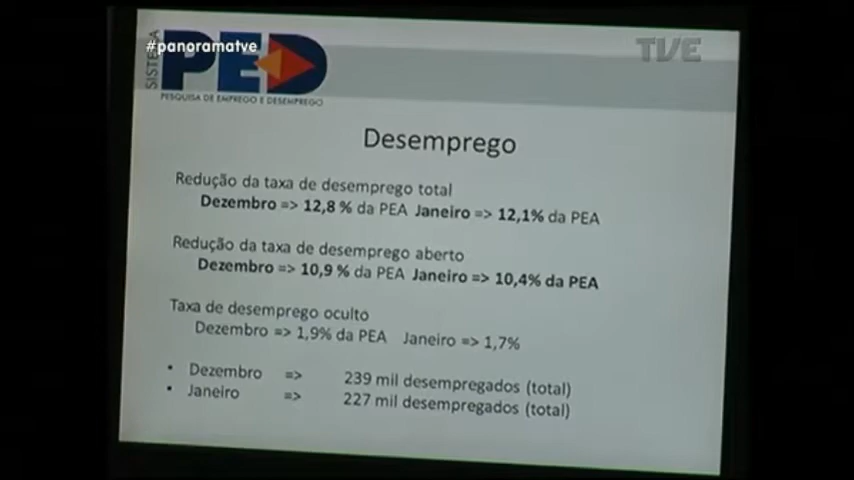 #panoramatve
TVE
SISTEMA
PED
PESQUISA DE EMPREGO E DESEMPREGO
Desemprego
Redução da taxa de desemprego total
Dezembro => 12,8 % da PEA Janeiro => 12,1% da PEA
Redução da taxa de desemprego aberto
Dezembro => 10,9 % da PEA Janeiro => 10,4% da PEA
Taxa de desemprego oculto
Dezembro => 1,9% da PEA Janeiro => 1,7%
• Dezembro => 239 mil desempregados (total)
• Janeiro => 227 mil desempregados (total)